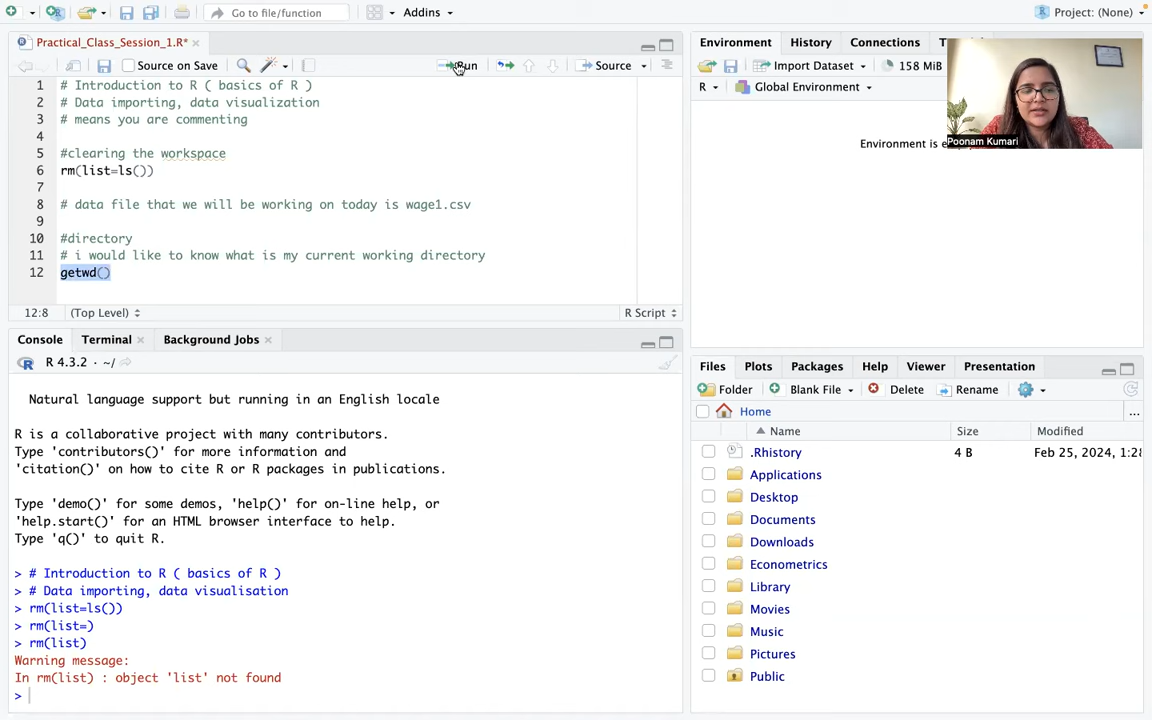 Go to file/function
Addins
Project: (None)
Practical_Class_Session_1.R*
Source on Save
Run
Source
1 # Introduction to R ( basics of R )
2 # Data importing, data visualization
3 # means you are commenting
4
5 #clearing the workspace
6 rm(list=ls())
7
8 # data file that we will be working on today is wage1.csv
9
10 #directory
11 # i would like to know what is my current working directory
12 getwd()
12:8 (Top Level) R Script
Console Terminal Background Jobs
R 4.3.2 · ~/
Natural language support but running in an English locale
R is a collaborative project with many contributors.
Type 'contributors()' for more information and
'citation()' on how to cite R or R packages in publications.
Type 'demo()' for some demos, 'help()' for on-line help, or
'help.start()' for an HTML browser interface to help.
Type 'q()' to quit R.
> # Introduction to R ( basics of R )
> # Data importing, data visualisation
> rm(list=ls())
> rm(list=)
> rm(list)
Warning message:
In rm(list) : object 'list' not found
>
Environment History Connections
Import Dataset 158 MiB
R Global Environment
Environment is
Poonam Kumari
Files Plots Packages Help Viewer Presentation
Folder Blank File Delete Rename
Home ...
Name Size Modified
.Rhistory 4 B Feb 25, 2024, 1:28
Applications
Desktop
Documents
Downloads
Econometrics
Library
Movies
Music
Pictures
Public